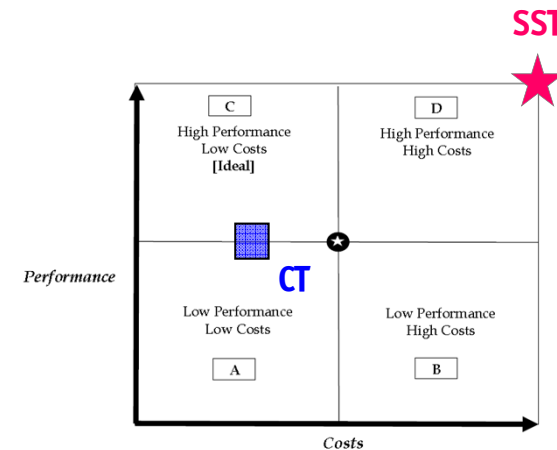 SST
C
High Performance
Low Costs
[Ideal]
D
High Performance
High Costs
Performance
CT
Low Performance
Low Costs
A
Low Performance
High Costs
B
Costs